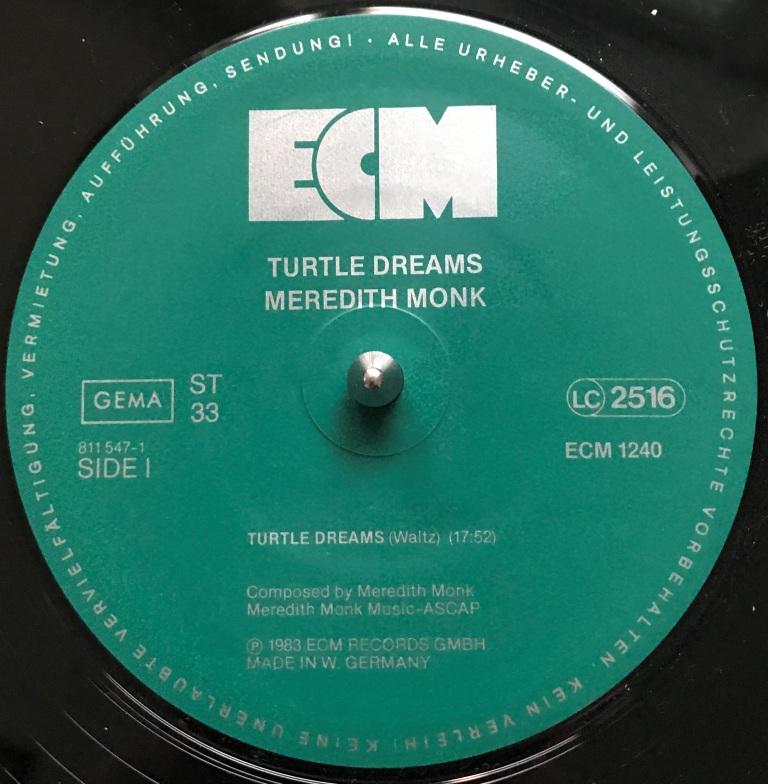 ALLE URHEBER- UND LEISTUNGSSCHUTZRECHTE VORBEHALTEN. KEIN VERLEIH! KEINE UNERLAUBTE VERVIELFÄLTIGUNG, VERMIETUNG, AUFFÜHRUNG, SENDUNG! ·
ECM
TURTLE DREAMS
MEREDITH MONK
GEMA
ST
33
811 547-1
SIDE I
LC 2516
ECM 1240
TURTLE DREAMS (Waltz) (17:52)
Composed by Meredith Monk
Meredith Monk Music-ASCAP
Ⓟ 1983 ECM RECORDS GMBH
MADE IN W. GERMANY